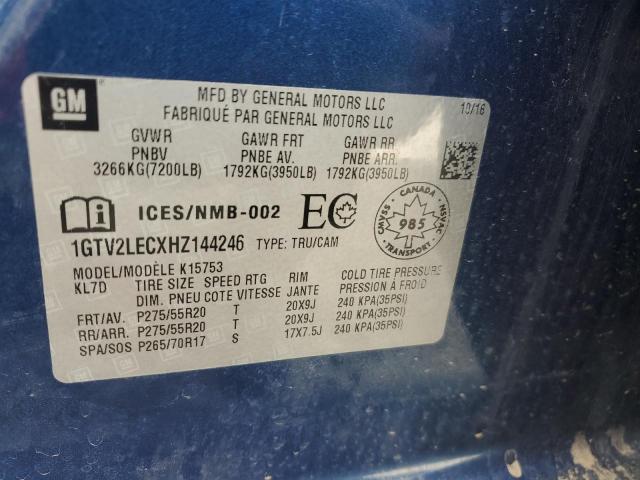 GM
MFD BY GENERAL MOTORS LLC
FABRIQUÉ PAR GENERAL MOTORS LLC
10/16
GVWR GAWR FRT GAWR RR
PNBV PNBE AV. PNBE ARR.
3266KG(7200LB) 1792KG(3950LB) 1792KG(3950LB)
ICES/NMB-002 EC
CANADA
CMVSS 985 NSVAC
TRANSPORT
1GTV2LECXHZ144246 TYPE: TRU/CAM
MODEL/MODÈLE K15753
KL7D TIRE SIZE SPEED RTG RIM COLD TIRE PRESSURE
DIM. PNEU COTE VITESSE JANTE PRESSION À FROID
FRT/AV. P275/55R20 T 20X9J 240 KPA(35PSI)
RR/ARR. P275/55R20 T 20X9J 240 KPA(35PSI)
SPA/SOS P265/70R17 S 17X7.5J 240 KPA(35PSI)